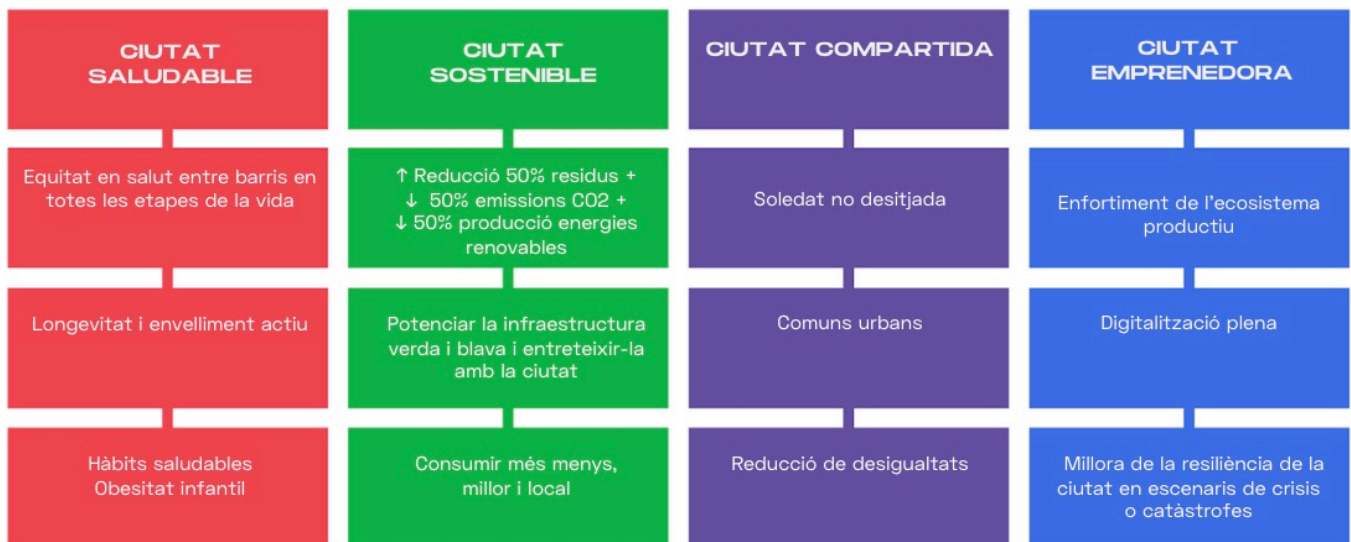 CIUTAT
SALUDABLE
Equitat en salut entre barris en
totes les etapes de la vida
Longevitat i envelliment actiu
Hàbits saludables
Obesitat infantil
CIUTAT
SOSTENIBLE
↑ Reducció 50% residus +
↓ 50% emissions CO2 +
↓ 50% producció energies
renovables
Potenciar la infraestructura
verda i blava i entreteixir-la
amb la ciutat
Consumir més menys,
millor i local
CIUTAT COMPARTIDA
Soledat no desitjada
Comuns urbans
Reducció de desigualtats
CIUTAT
EMPRENEDORA
Enfortiment de l'ecosistema
productiu
Digitalització plena
Millora de la resiliència de la
ciutat en escenaris de crisis
o catàstrofes